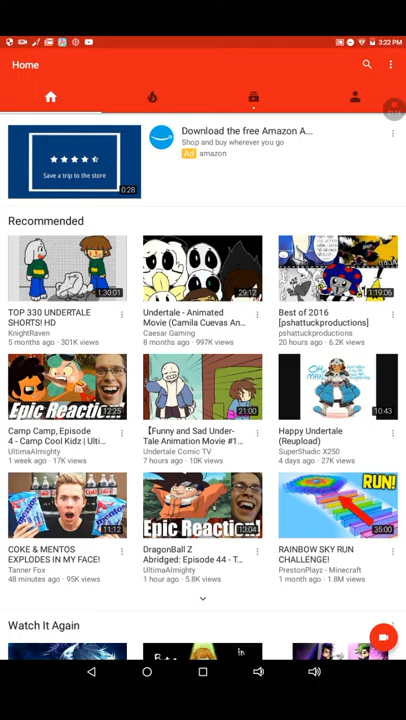 3:22 PM
Home
Download the free Amazon A...
Shop and buy wherever you go
Ad amazon
Save a trip to the store
0:28
Recommended
1:30:01
29:12
1:19:06
TOP 330 UNDERTALE
SHORTS! HD
KnightRaven
5 months ago · 301K views
Undertale - Animated
Movie (Camila Cuevas An...
Caesar Gaming
8 months ago · 997K views
Best of 2016
[pshattuckproductions]
pshattuckproductions
20 hours ago · 6.2K views
Epic Reactio...
12:25
21:00
10:43
Camp Camp, Episode
4 - Camp Cool Kidz | Ulti...
UltimaAlmighty
1 week ago · 17K views
【Funny and Sad Under-
Tale Animation Movie #1...
Undertale Comic TV
7 hours ago · 10K views
Happy Undertale
(Reupload)
SuperShadic X250
4 days ago · 27K views
11:12
Epic Reaction!
13:04
RUN!
35:00
COKE & MENTOS
EXPLODES IN MY FACE!
Tanner Fox
48 minutes ago · 95K views
DragonBall Z
Abridged: Episode 44 - T...
UltimaAlmighty
1 hour ago · 5.8K views
RAINBOW SKY RUN
CHALLENGE!
PrestonPlayz - Minecraft
1 month ago · 1.8M views
Watch It Again
in